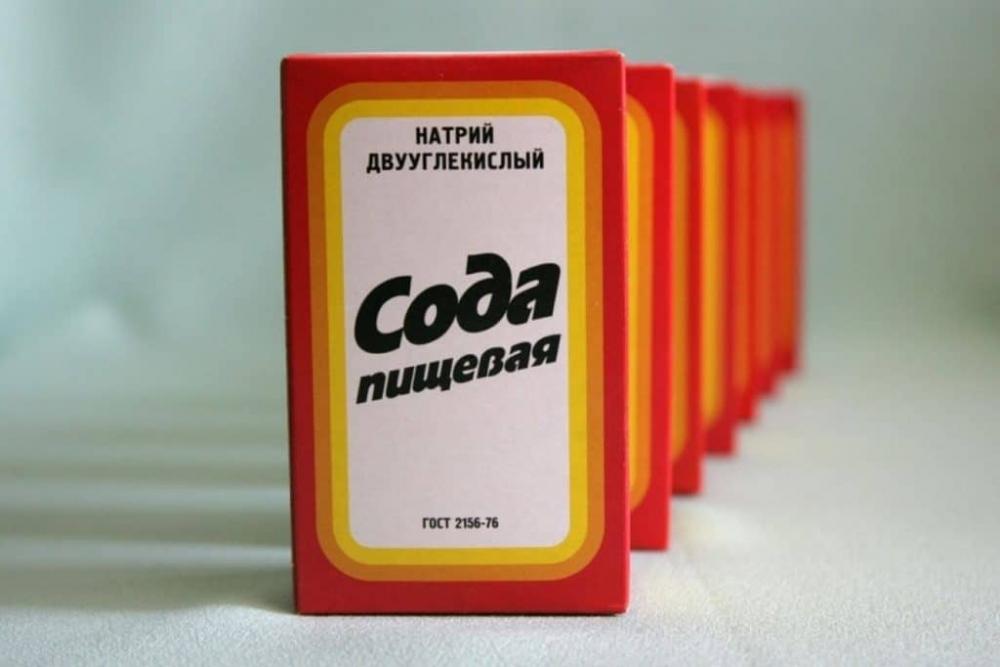 НАТРИЙ
ДВУУГЛЕКИСЛЫЙ
Сода
пищевая
ГОСТ 2156-76